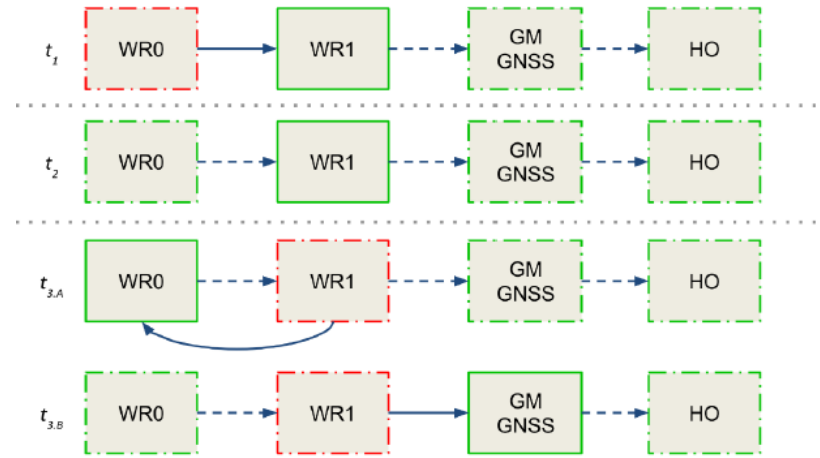 t1 WR0 WR1 GM HO
GNSS
t2 WR0 WR1 GM HO
GNSS
t3.A WR0 WR1 GM HO
GNSS
t3.B WR0 WR1 GM HO
GNSS